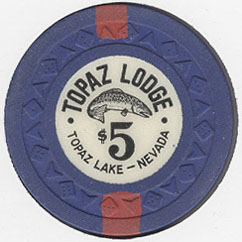 · TOPAZ LODGE ·
$5
TOPAZ LAKE – NEVADA